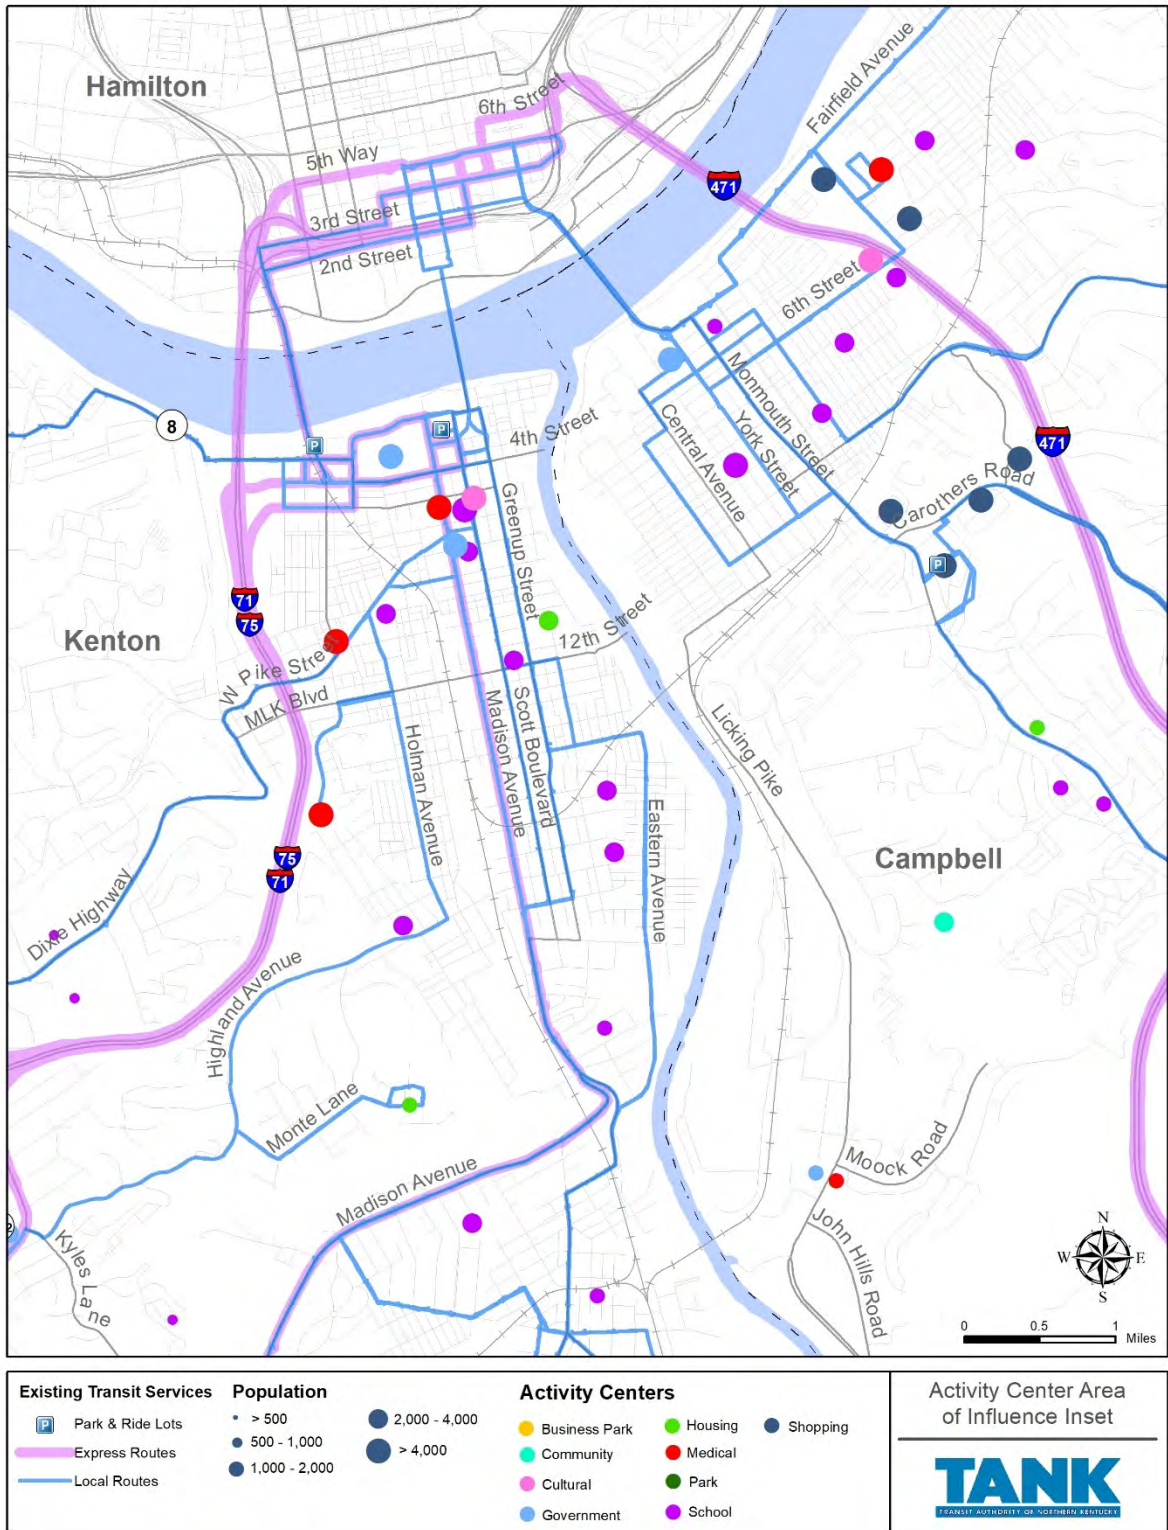 Hamilton
Fairfield Avenue
6th Street
5th Way
471
3rd Street
2nd Street
6th Street
8
4th Street
Monmouth Street
York Street
Central Avenue
471
Carothers Road
Greenup Street
71
75
Kenton
12th Street
W Pike Street
MLK Blvd
Licking Pike
Holman Avenue
Madison Avenue
Scott Boulevard
Eastern Avenue
75
71
Campbell
Dixie Highway
Highland Avenue
Monte Lane
Moock Road
Madison Avenue
John Hills Road
Kyles Lane
N
W E
S
0 0.5 1
Miles
P
P
P
Existing Transit Services
P Park & Ride Lots
Express Routes
Local Routes
Population
> 500
500 - 1,000
1,000 - 2,000
2,000 - 4,000
> 4,000
Activity Centers
Business Park
Community
Cultural
Government
Housing
Medical
Park
School
Shopping
Activity Center Area
of Influence Inset
TANK
TRANSIT AUTHORITY OF NORTHERN KENTUCKY